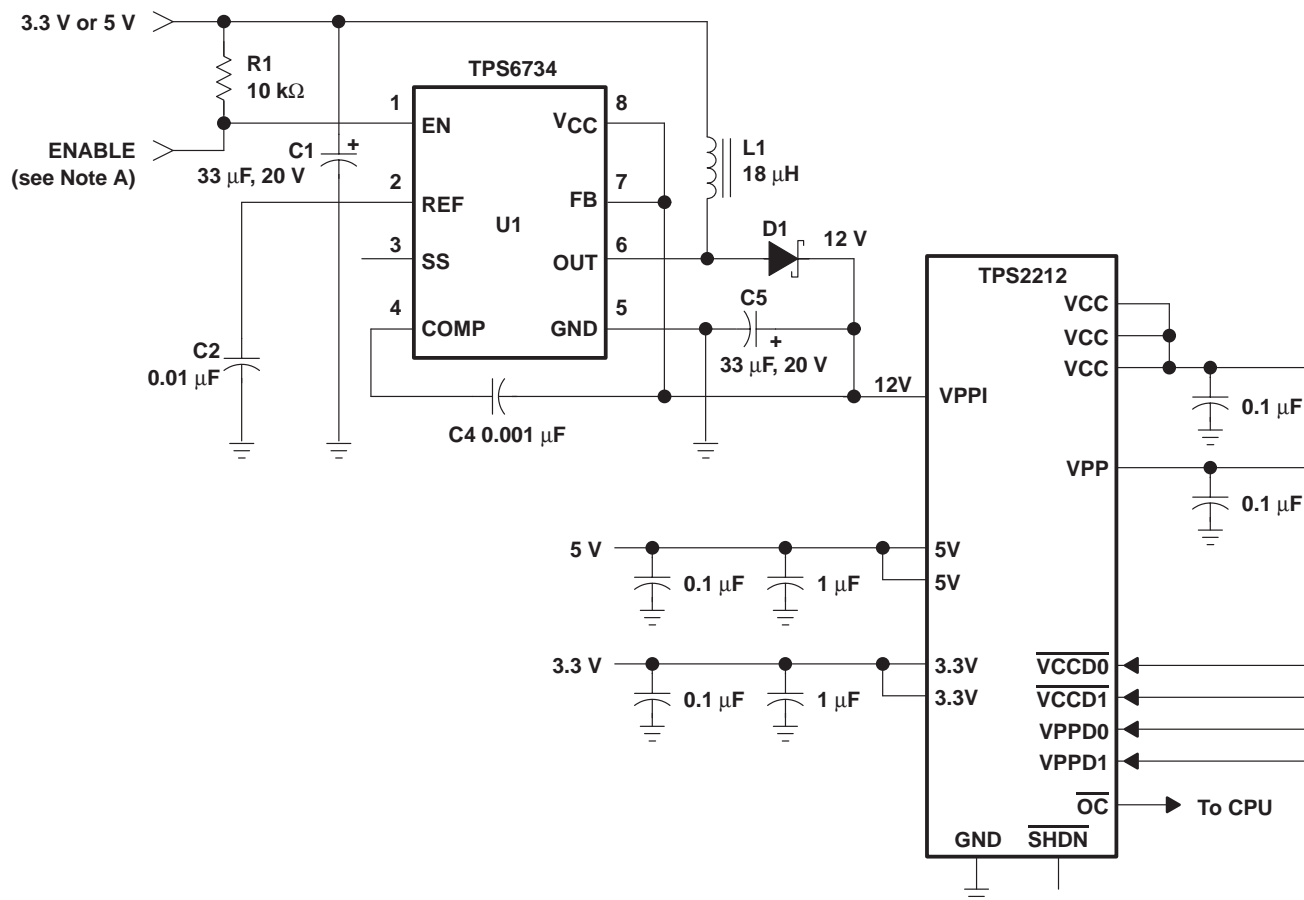 3.3 V or 5 V
R1
10 kΩ
ENABLE
(see Note A)
C1
33 µF, 20 V
+
TPS6734
1
EN
2
REF
3
SS
4
COMP
U1
8
VCC
7
FB
6
OUT
5
GND
L1
18 µH
D1
12 V
C5
+
33 µF, 20 V
C2
0.01 µF
C4 0.001 µF
12V
TPS2212
VPPI
VCC
VCC
VCC
0.1 µF
VPP
0.1 µF
5 V
0.1 µF
1 µF
5V
5V
3.3 V
0.1 µF
1 µF
3.3V
3.3V
VCCD0
VCCD1
VPPD0
VPPD1
OC
To CPU
GND
SHDN